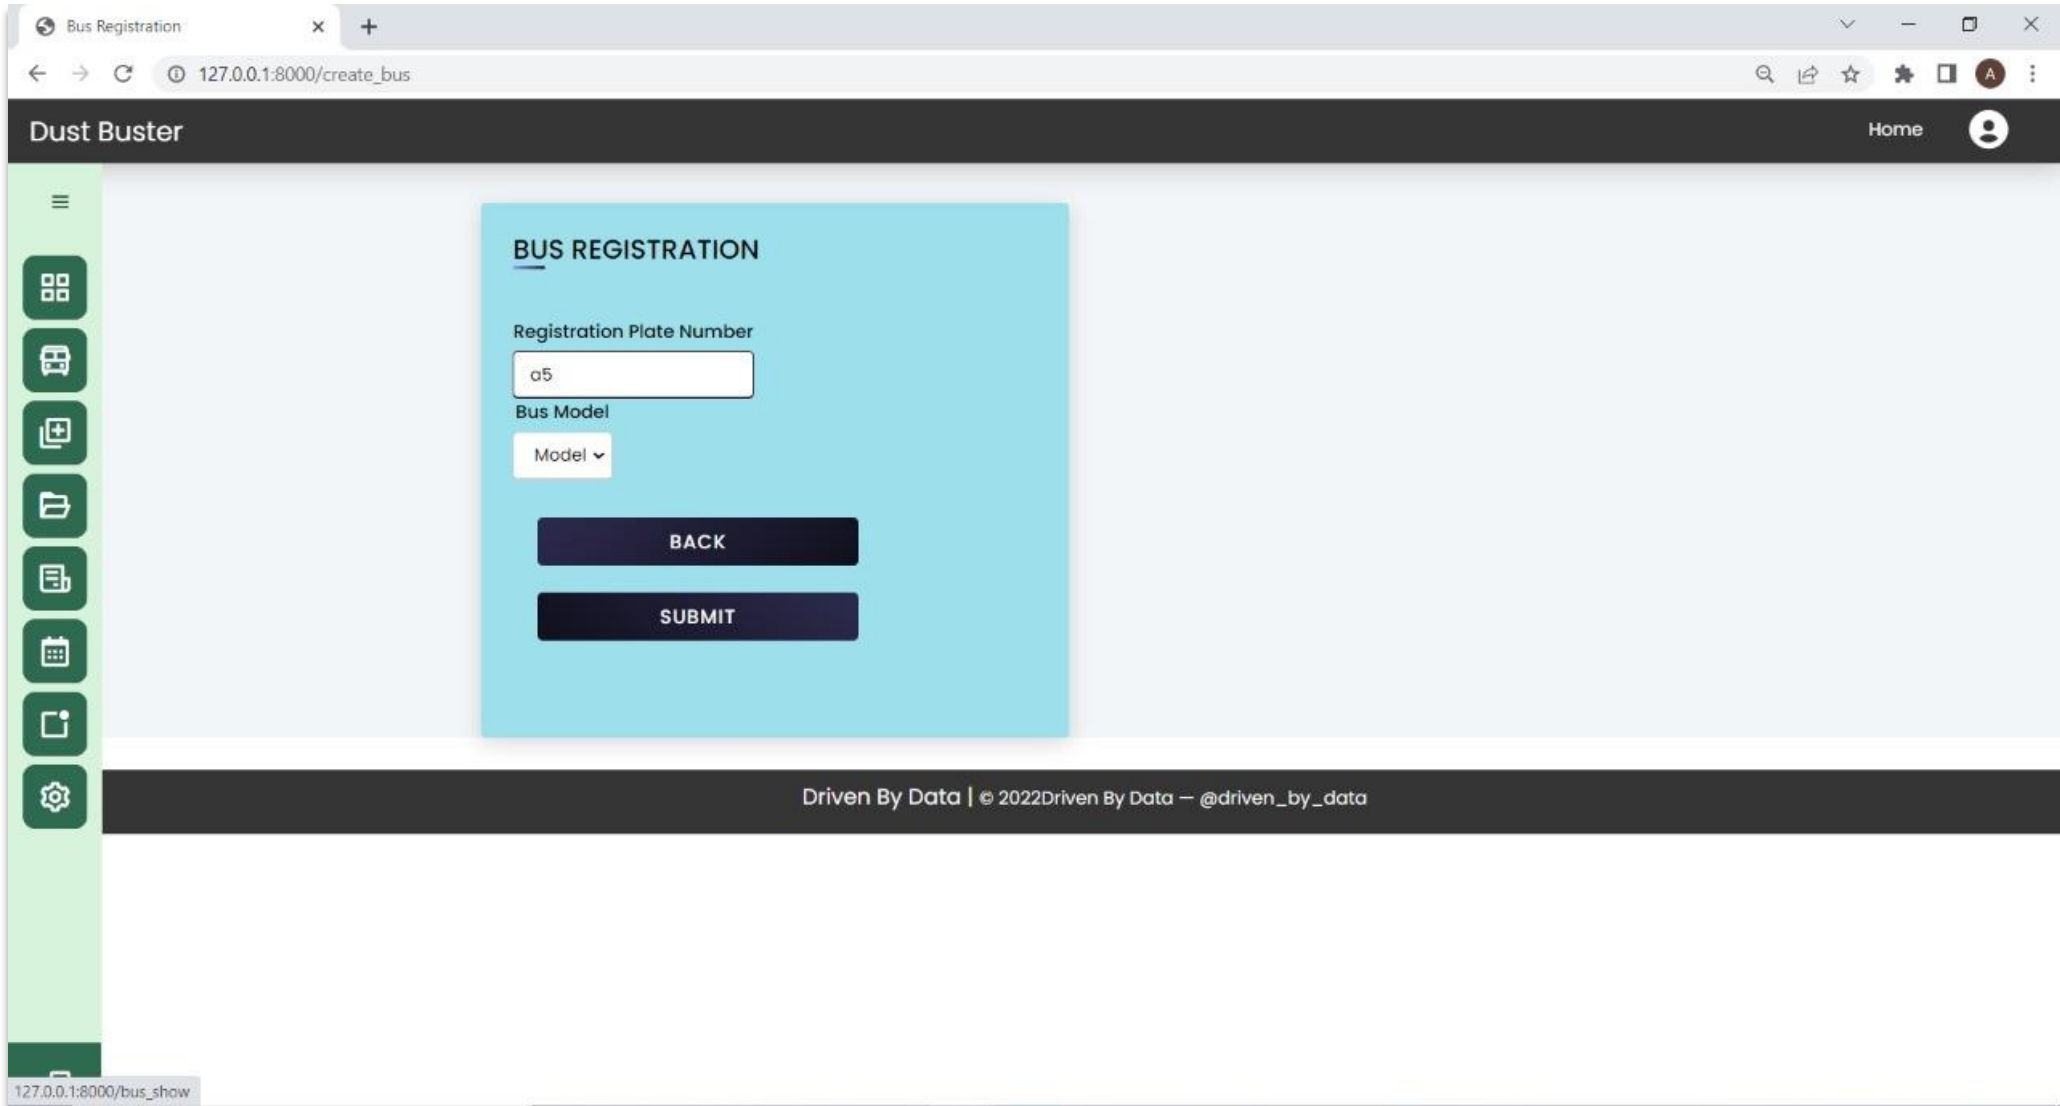 Bus Registration
127.0.0.1:8000/create_bus
A
Dust Buster
Home
BUS REGISTRATION
Registration Plate Number
a5
Bus Model
Model
BACK
SUBMIT
Driven By Data | © 2022Driven By Data — @driven_by_data
127.0.0.1:8000/bus_show